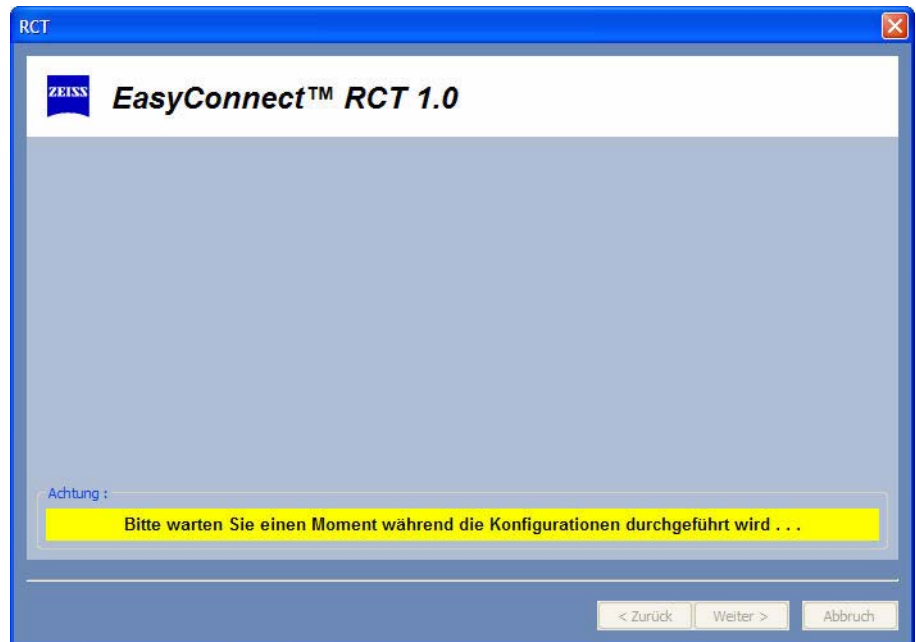 RCT
ZEISS
EasyConnect™ RCT 1.0
Achtung :
Bitte warten Sie einen Moment während die Konfigurationen durchgeführt wird . . .
< Zurück Weiter > Abbruch